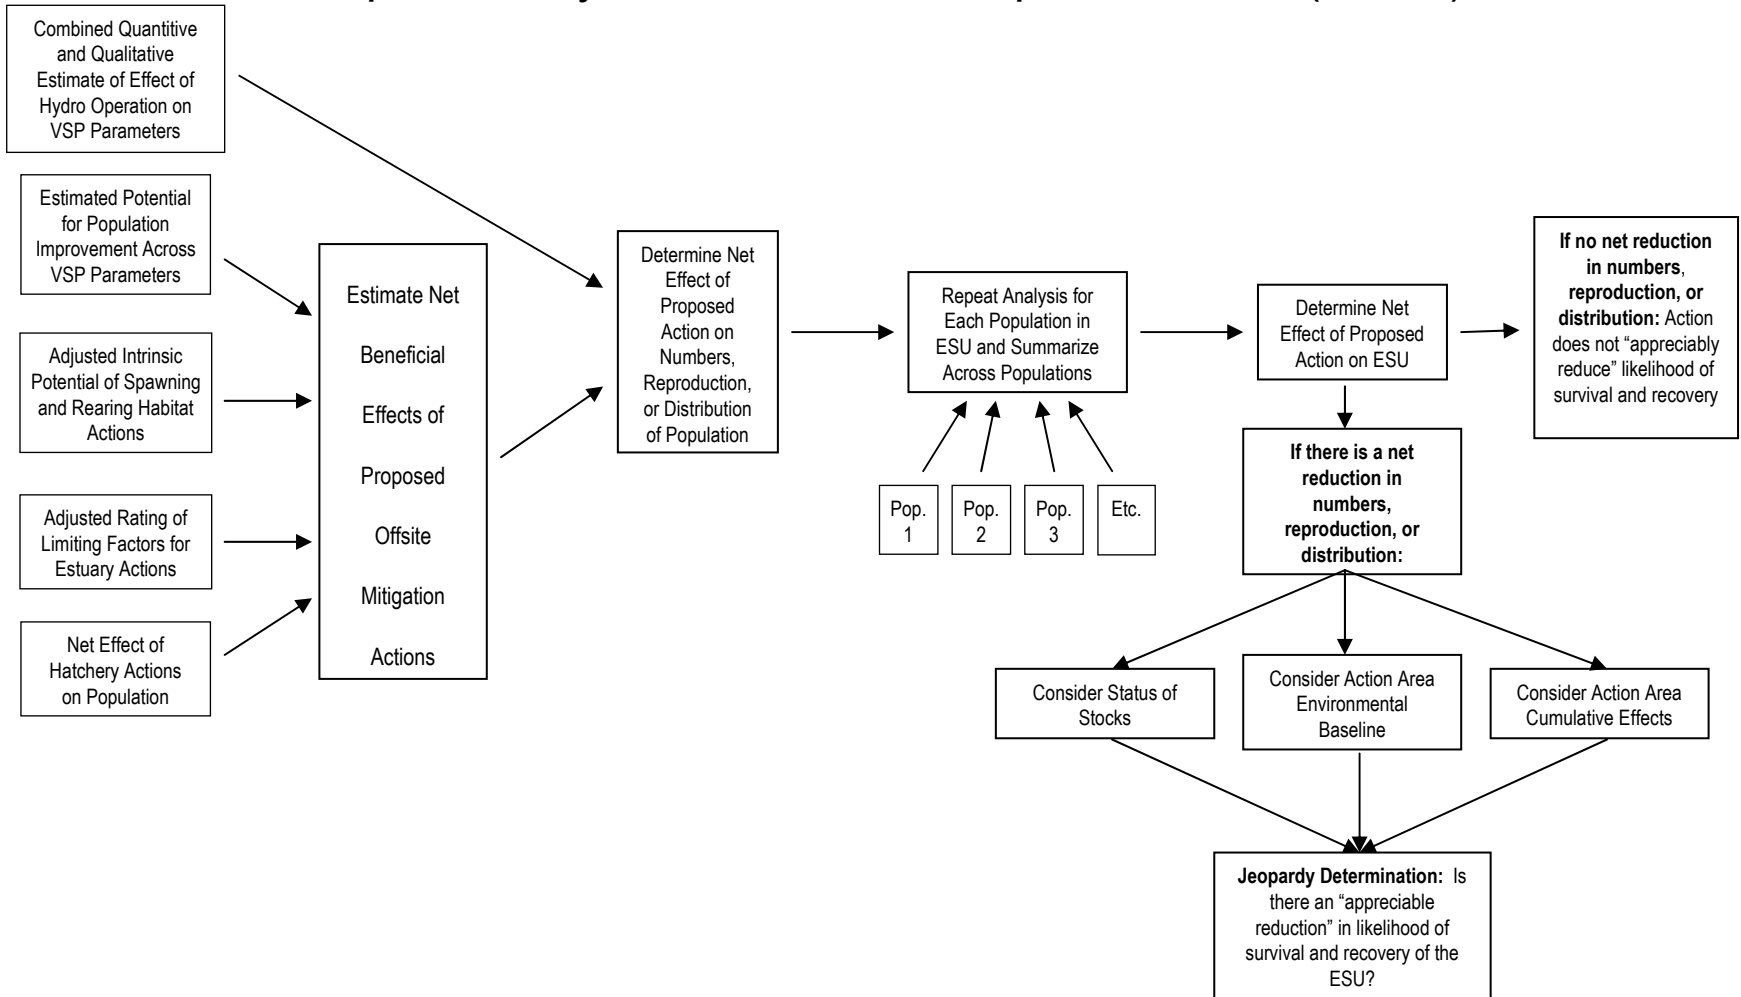 Combined Quantitive
and Qualitative
Estimate of Effect of
Hydro Operation on
VSP Parameters
Estimated Potential
for Population
Improvement Across
VSP Parameters
Adjusted Intrinsic
Potential of Spawning
and Rearing Habitat
Actions
Adjusted Rating of
Limiting Factors for
Estuary Actions
Net Effect of
Hatchery Actions
on Population
Estimate Net
Beneficial
Effects of
Proposed
Offsite
Mitigation
Actions
Determine Net
Effect of
Proposed
Action on
Numbers,
Reproduction,
or Distribution
of Population
Repeat Analysis for
Each Population in
ESU and Summarize
Across Populations
Pop.
1
Pop.
2
Pop.
3
Etc.
Determine Net
Effect of Proposed
Action on ESU
If no net reduction
in numbers,
reproduction, or
distribution: Action
does not “appreciably
reduce” likelihood of
survival and recovery
If there is a net
reduction in
numbers,
reproduction, or
distribution:
Consider Status of
Stocks
Consider Action Area
Environmental
Baseline
Consider Action Area
Cumulative Effects
Jeopardy Determination: Is
there an “appreciable
reduction” in likelihood of
survival and recovery of the
ESU?